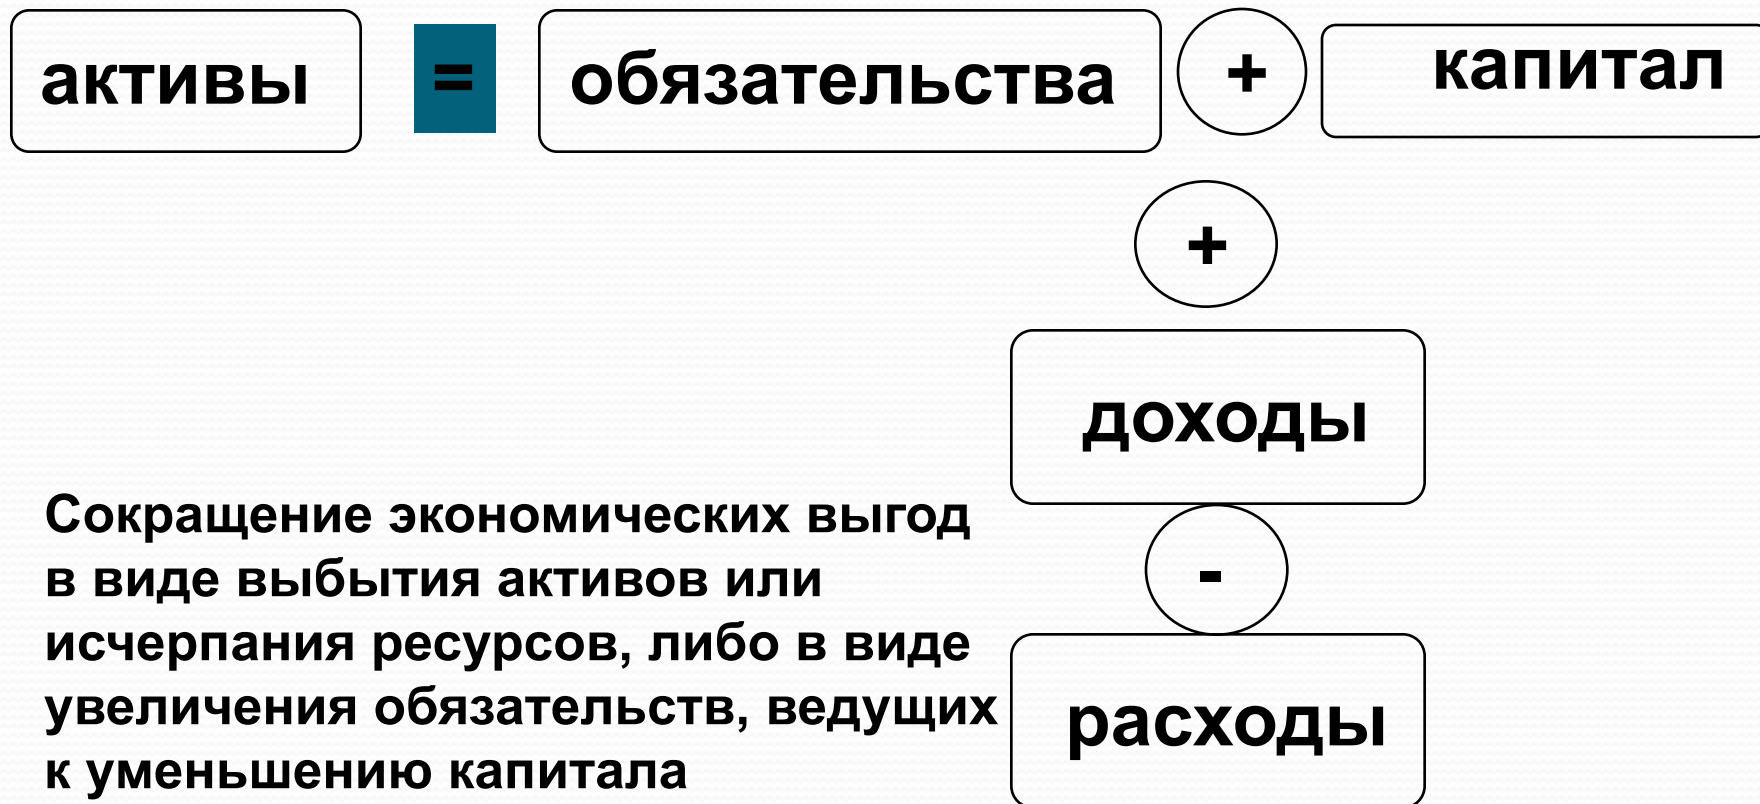 активы = обязательства + капитал
+
доходы
Сокращение экономических выгод
в виде выбытия активов или
исчерпания ресурсов, либо в виде
увеличения обязательств, ведущих
к уменьшению капитала
-
расходы